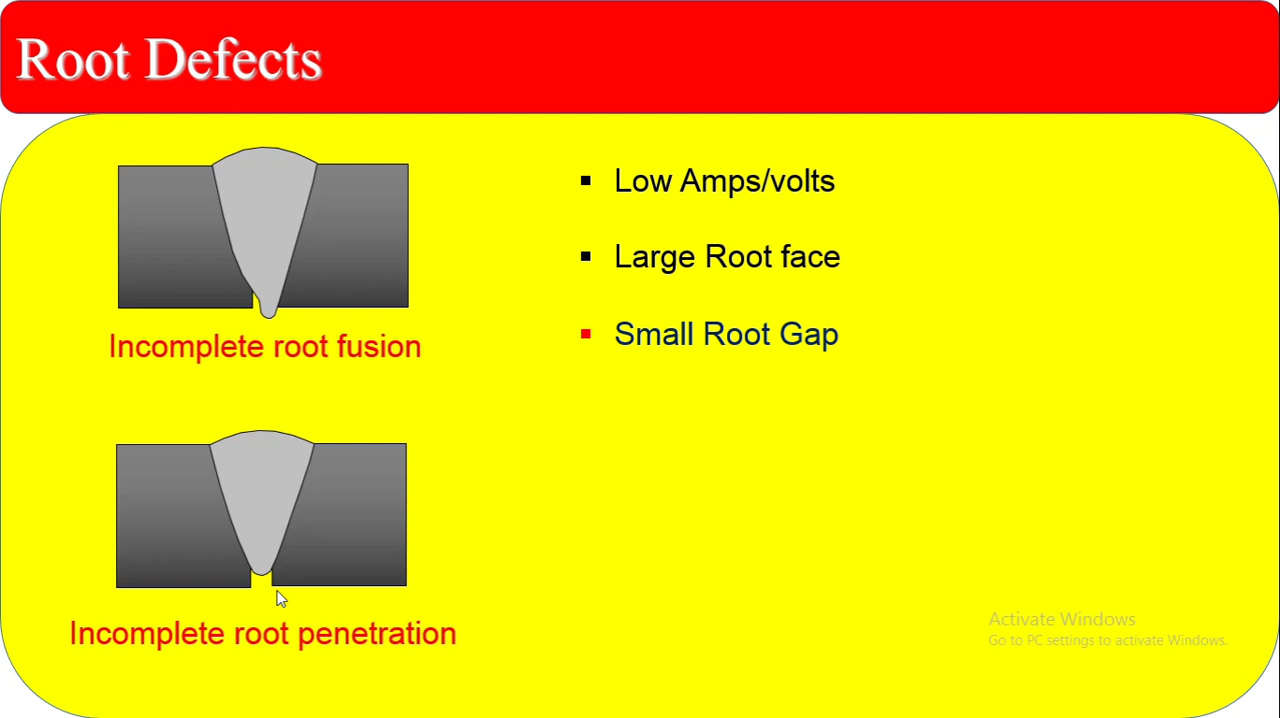 Root Defects
Low Amps/volts
Large Root face
Small Root Gap
Incomplete root fusion
Incomplete root penetration
Activate Windows
Go to PC settings to activate Windows.